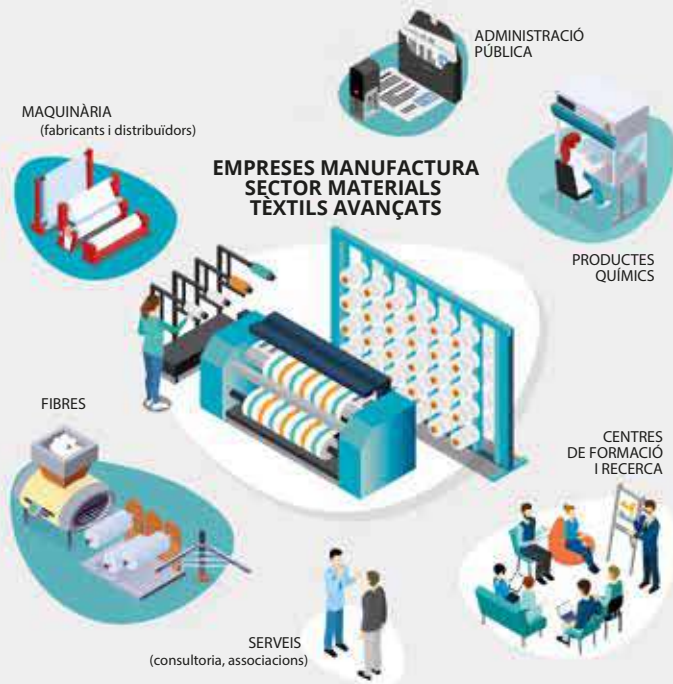 ADMINISTRACIÓ
PÚBLICA
MAQUINÀRIA
(fabricants i distribuïdors)
EMPRESES MANUFACTURA
SECTOR MATERIALS
TÈXTILS AVANÇATS
PRODUCTES
QUÍMICS
FIBRES
CENTRES
DE FORMACIÓ
I RECERCA
SERVEIS
(consultoria, associacions)